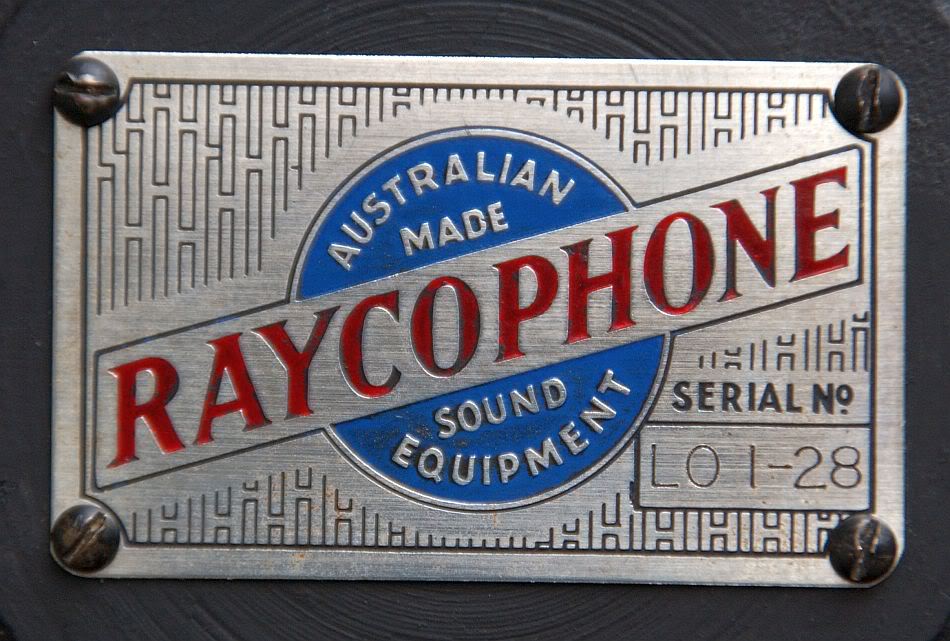 AUSTRALIAN
MADE
RAYCOPHONE
SOUND
EQUIPMENT
SERIAL Nº
LO 1-28